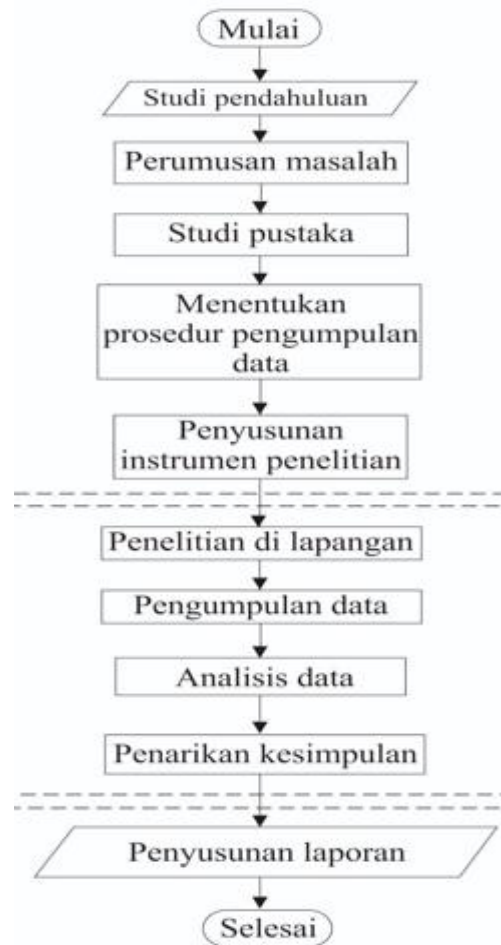 Mulai
Studi pendahuluan
Perumusan masalah
Studi pustaka
Menentukan
prosedur pengumpulan
data
Penyusunan
instrumen penelitian
Penelitian di lapangan
Pengumpulan data
Analisis data
Penarikan kesimpulan
Penyusunan laporan
Selesai